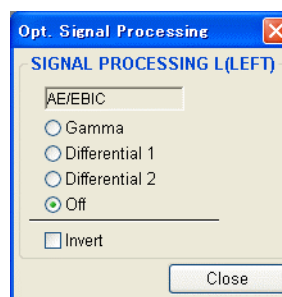 Opt. Signal Processing
SIGNAL PROCESSING L(LEFT)
AE/EBIC
Gamma
Differential 1
Differential 2
Off
Invert
Close